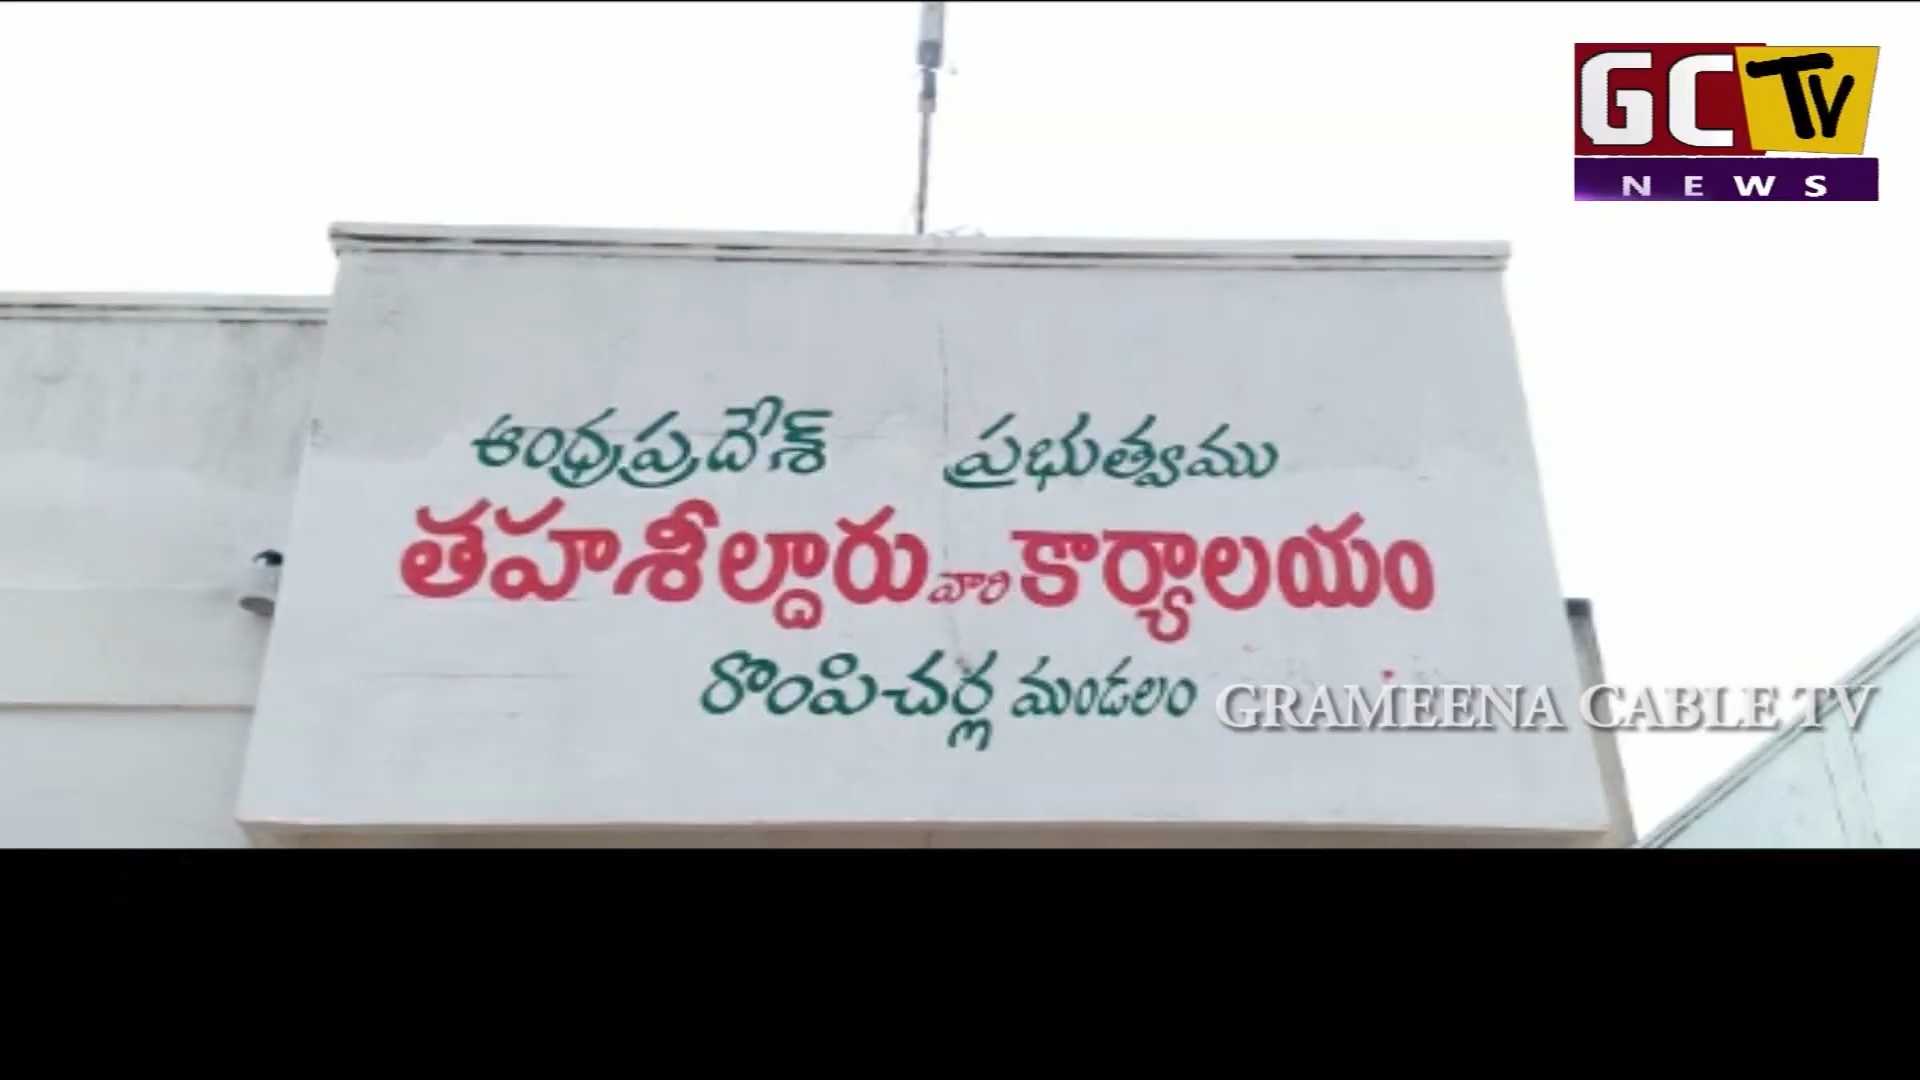 GC TV
NEWS
ఆంధ్రప్రదేశ్ ప్రభుత్వము
తహశీల్దారు వారి కార్యాలయం
రొంపిచర్ల మండలం
GRAMEENA CABLE TV